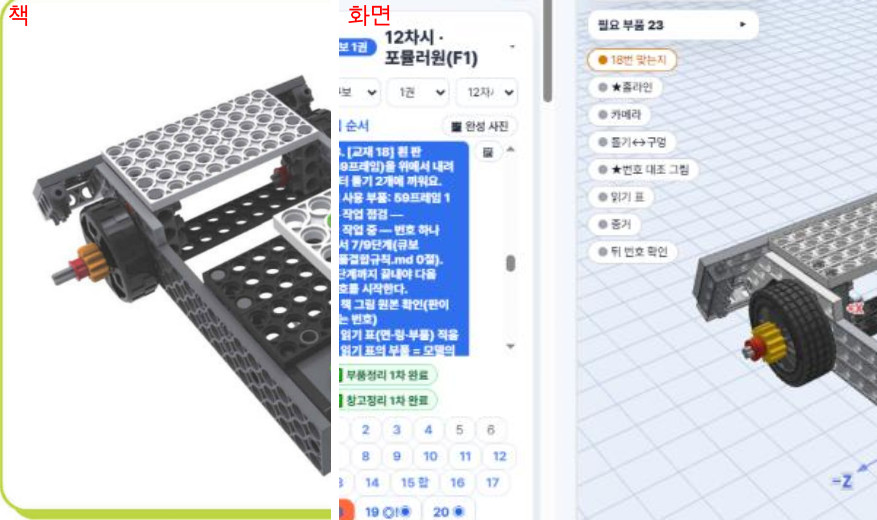 책
화면
보 1권
12차시 ·
포뮬러원(F1)
1권
12차시
순서
완성 사진
[교재 18] 흰 판
59프레임)을 위에서 내려
터 돌기 2개에 끼워요.
사용 부품: 59프레임 1
작업 점검 —
작업 중 — 번호 하나
서 7/9단계(큐보
품결합규칙.md 0절).
단계까지 끝내야 다음
호를 시작한다.
책 그림 원본 확인(판이
는 번호)
읽기 표(면·링·부품) 적음
읽기 표의 부품 = 모델의
부품정리 1차 완료
창고정리 1차 완료
2 3 4 5 6
8 9 10 11 12
14 15 합 16 17
19 20
필요 부품 23
18번 맞는지
★홀라인
카메라
돌기↔구멍
★번호 대조 그림
읽기 표
증거
뒤 번호 확인
-X
-Z